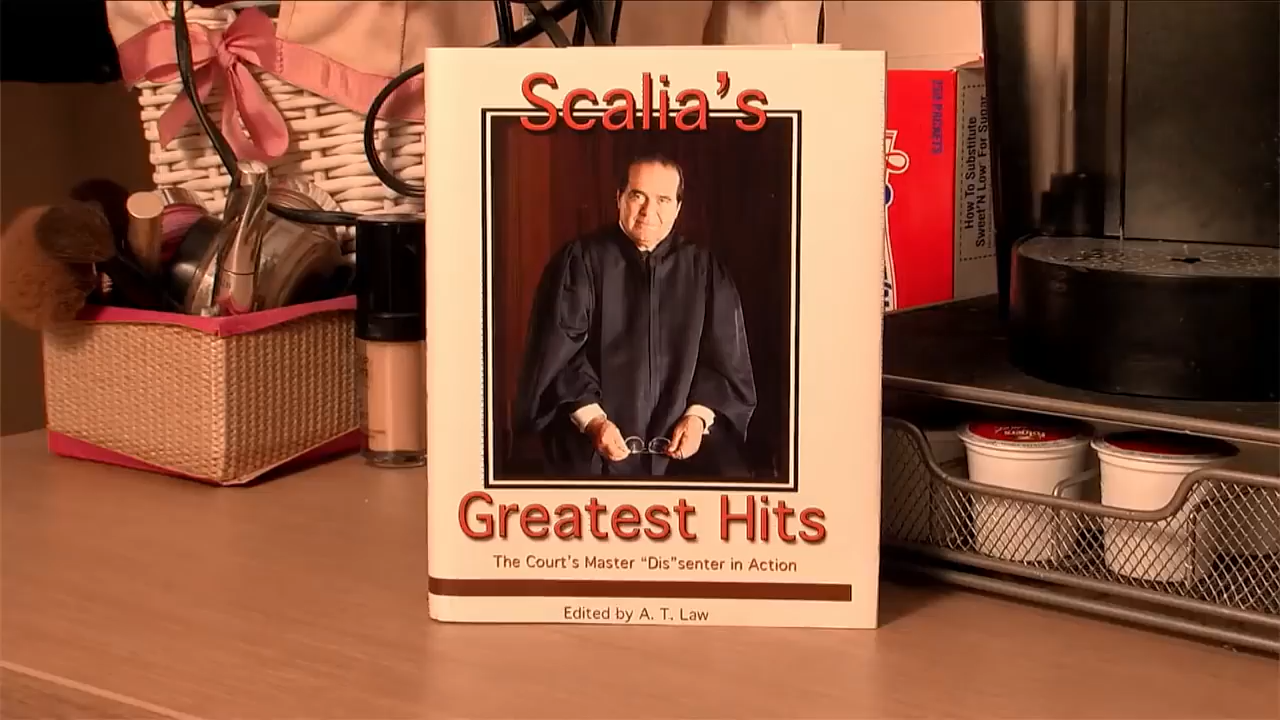 Scalia's
Greatest Hits
The Court's Master "Dis"senter in Action
Edited by A. T. Law
How To Substitute
Sweet'N Low® For Sugar
Folgers